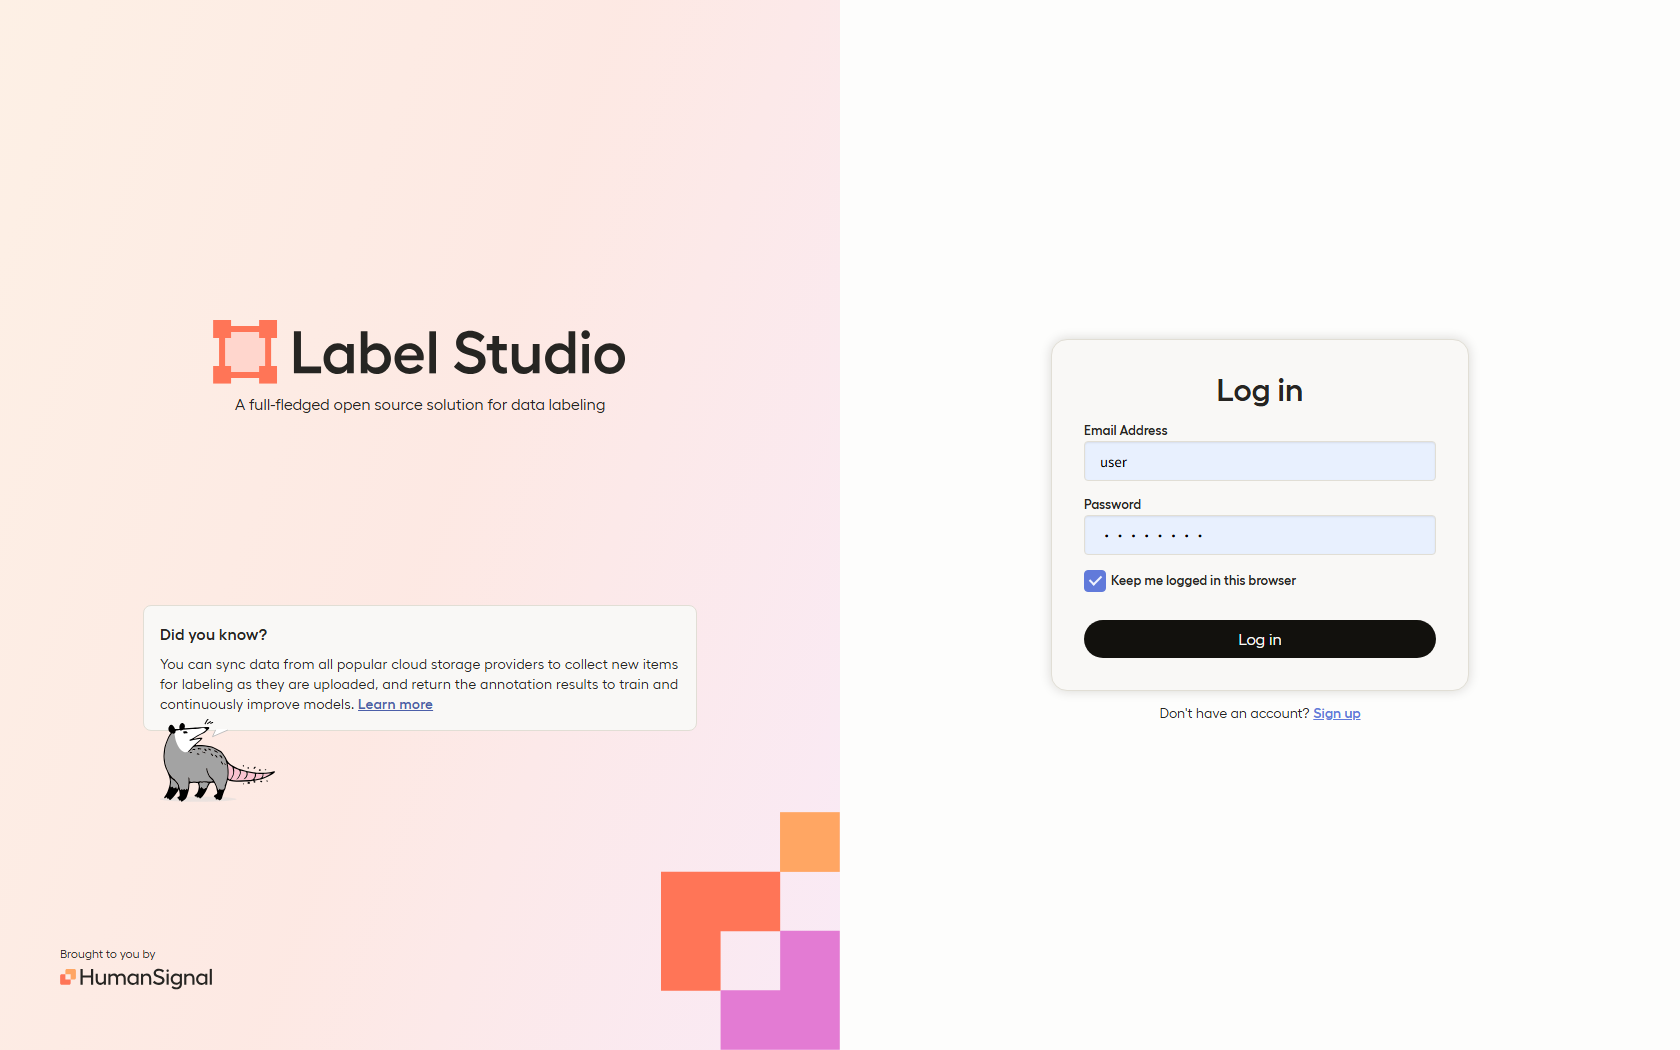 Label Studio
A full-fledged open source solution for data labeling
Did you know?
You can sync data from all popular cloud storage providers to collect new items
for labeling as they are uploaded, and return the annotation results to train and
continuously improve models. Learn more
Brought to you by
HumanSignal
Log in
Email Address
user
Password
• • • • • • • •
Keep me logged in this browser
Log in
Don't have an account? Sign up